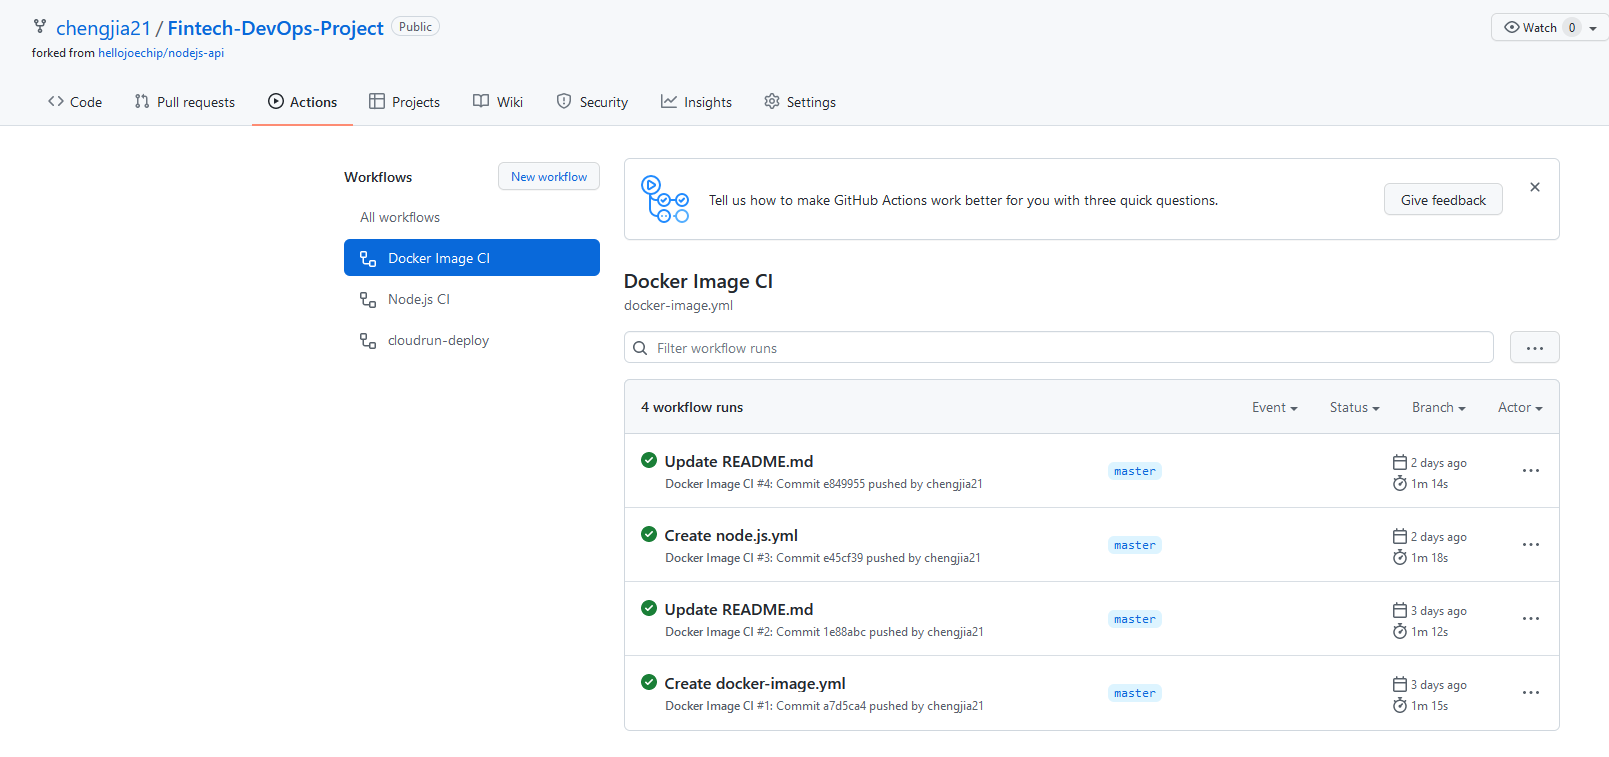 chengjia21 / Fintech-DevOps-Project Public
Watch 0
forked from hellojoechip/nodejs-api
Code Pull requests Actions Projects Wiki Security Insights Settings
Workflows
New workflow
All workflows
Docker Image CI
Node.js CI
cloudrun-deploy
Tell us how to make GitHub Actions work better for you with three quick questions.
Give feedback
Docker Image CI
docker-image.yml
Filter workflow runs
4 workflow runs
Event Status Branch Actor
Update README.md
Docker Image CI #4: Commit e849955 pushed by chengjia21
master
2 days ago
1m 14s
Create node.js.yml
Docker Image CI #3: Commit e45cf39 pushed by chengjia21
master
2 days ago
1m 18s
Update README.md
Docker Image CI #2: Commit 1e88abc pushed by chengjia21
master
3 days ago
1m 12s
Create docker-image.yml
Docker Image CI #1: Commit a7d5ca4 pushed by chengjia21
master
3 days ago
1m 15s